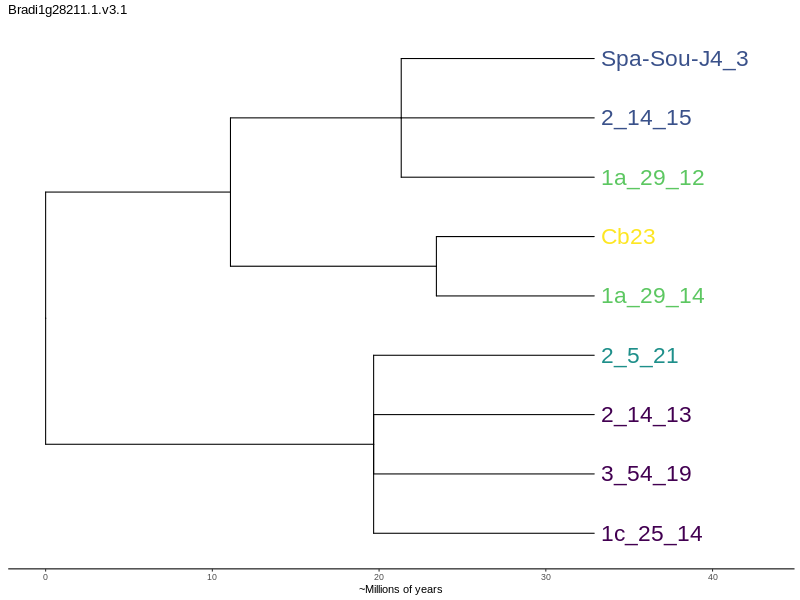 Bradi1g28211.1.v3.1
Spa-Sou-J4_3
2_14_15
1a_29_12
Cb23
1a_29_14
2_5_21
2_14_13
3_54_19
1c_25_14
0 10 20 30 40
~Millions of years